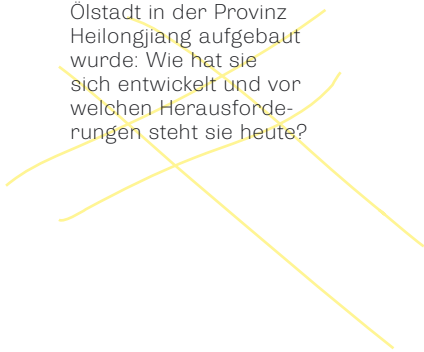 Ölstadt in der Provinz
Heilongjiang aufgebaut
wurde: Wie hat sie
sich entwickelt und vor
welchen Herausforde-
rungen steht sie heute?